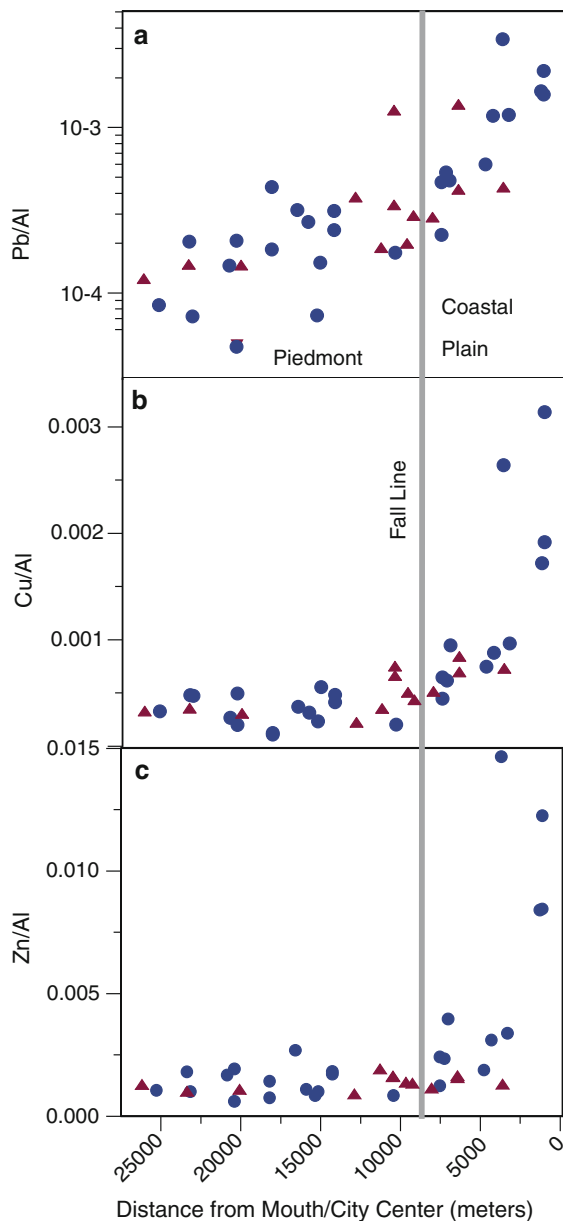 a
10-3
10-4
Pb/Al
Piedmont
Coastal
Plain
b
0.003
0.002
0.001
Cu/Al
Fall Line
c
0.015
0.010
0.005
0.000
Zn/Al
25000
20000
15000
10000
5000
0
Distance from Mouth/City Center (meters)